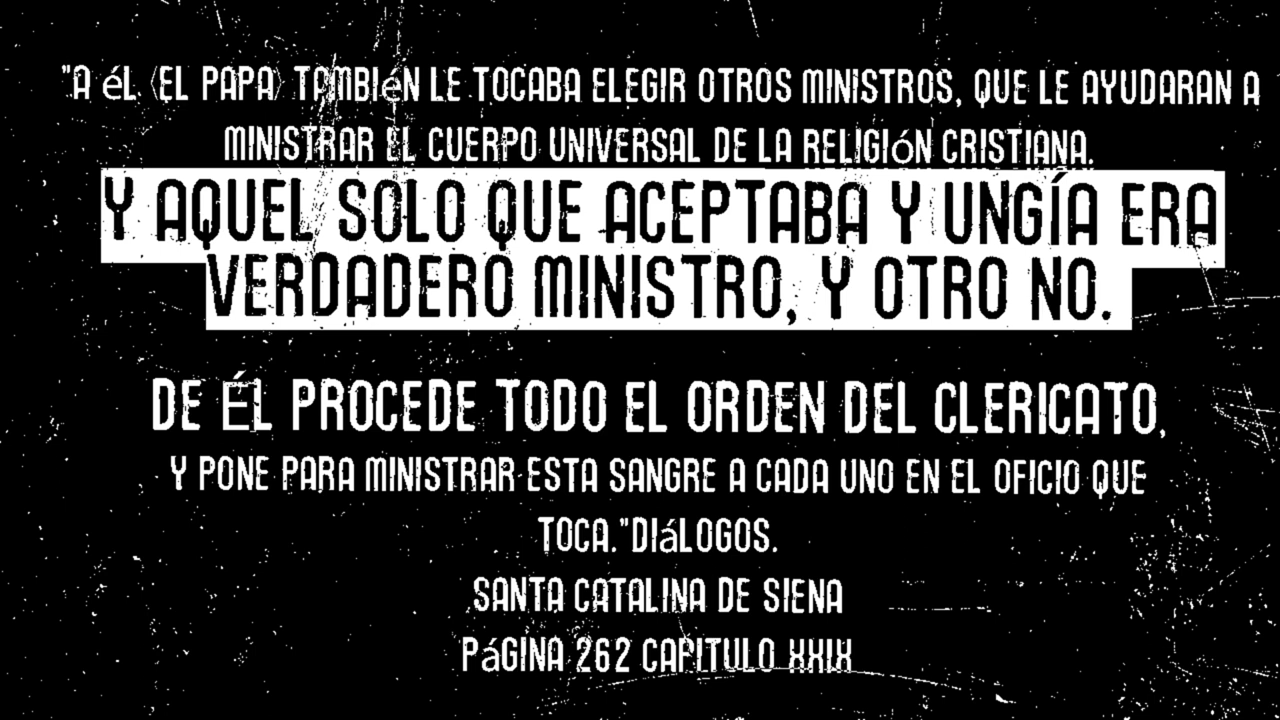 "A éL (EL PAPA) TAMBIéN LE TOCABA ELEGIR OTROS MINISTROS, QUE LE AYUDARAN A
MINISTRAR EL CUERPO UNIVERSAL DE LA RELIGIóN CRISTIANA.
Y AQUEL SOLO QUE ACEPTABA Y UNGÍA ERA
VERDADERO MINISTRO, Y OTRO NO.
DE ÉL PROCEDE TODO EL ORDEN DEL CLERICATO,
Y PONE PARA MINISTRAR ESTA SANGRE A CADA UNO EN EL OFICIO QUE
TOCA."DIáLOGOS.
SANTA CATALINA DE SIENA
PáGINA 262 CAPITULO XXIX